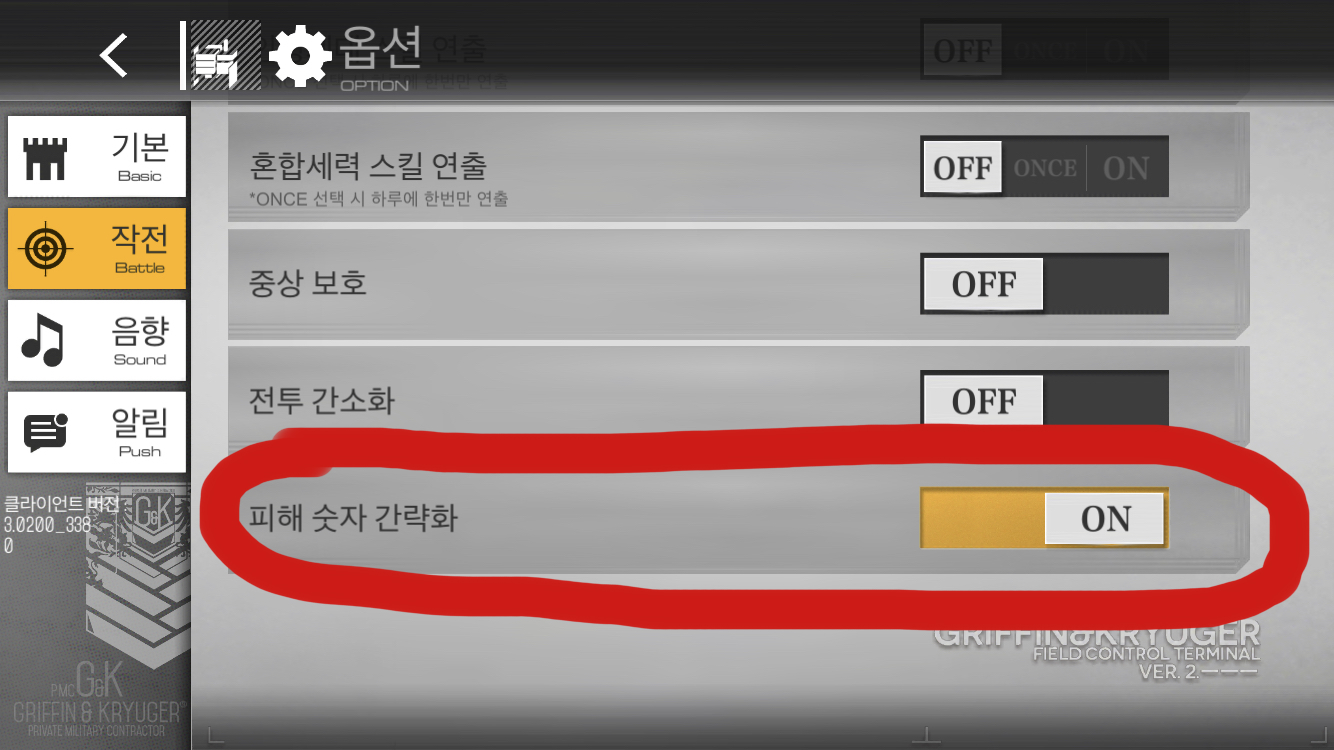 옵션
OPTION
연출
한번만 연출
OFF ONCE ON
기본
Basic
작전
Battle
음향
Sound
알림
Push
클라이언트 버전:
3.0200_338
0
혼합세력 스킬 연출
*ONCE 선택 시 하루에 한번만 연출
OFF ONCE ON
중상 보호
OFF
전투 간소화
OFF
피해 숫자 간략화
ON
G&K
PMC G&K
GRIFFIN & KRYUGER
PRIVATE MILITARY CONTRACTOR
GRIFFIN&KRYUGER
FIELD CONTROL TERMINAL
VER. 2.———